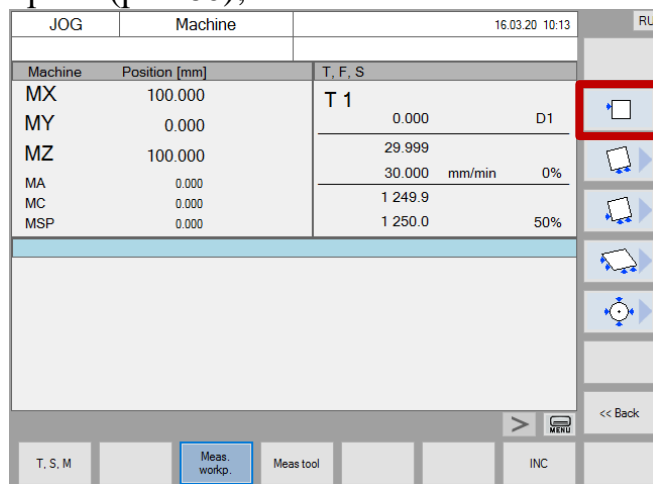 JOG Machine 16.03.20 10:13 RU
Machine Position [mm] T, F, S
MX 100.000 T 1
MY 0.000 0.000 D1
MZ 100.000 29.999
30.000 mm/min 0%
MA 0.000
MC 0.000 1 249.9
MSP 0.000 1 250.0 50%
<< Back
> MENU
T, S, M Meas. workp. Meas tool INC